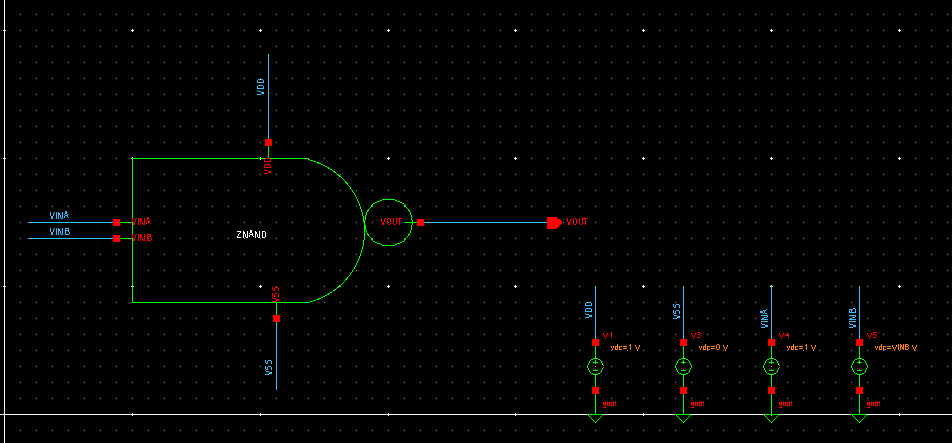 VDD
VDD
VINA
VINA
VOUT
VOUT
VINB
VINB
ZNAND
VSS
VSS
VDD
VSS
VINA
VINB
V1
V3
V4
V5
vdc=1 V
vdc=0 V
vdc=1 V
vdc=VINB V
gnd!
gnd!
gnd!
gnd!